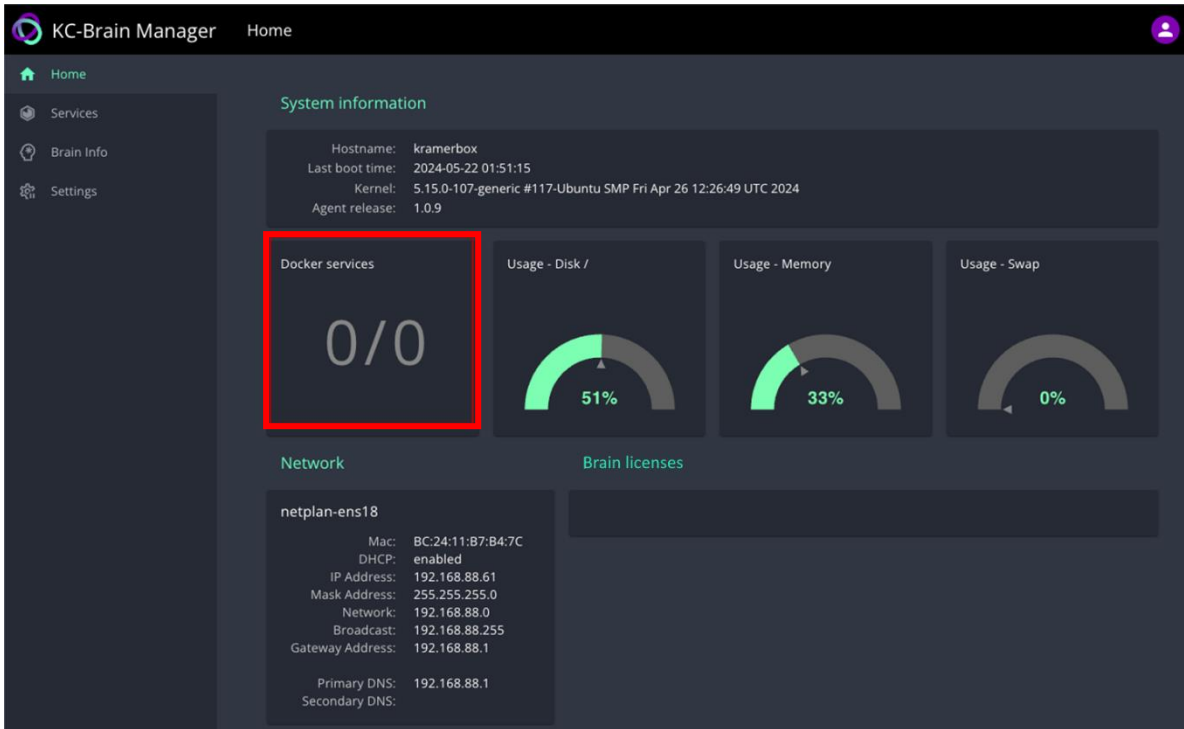 KC-Brain Manager Home
Home
Services
Brain Info
Settings
System information
Hostname: kramerbox
Last boot time: 2024-05-22 01:51:15
Kernel: 5.15.0-107-generic #117-Ubuntu SMP Fri Apr 26 12:26:49 UTC 2024
Agent release: 1.0.9
Docker services
0/0
Usage - Disk /
51%
Usage - Memory
33%
Usage - Swap
0%
Network
netplan-ens18
Mac: BC:24:11:B7:B4:7C
DHCP: enabled
IP Address: 192.168.88.61
Mask Address: 255.255.255.0
Network: 192.168.88.0
Broadcast: 192.168.88.255
Gateway Address: 192.168.88.1
Primary DNS: 192.168.88.1
Secondary DNS:
Brain licenses